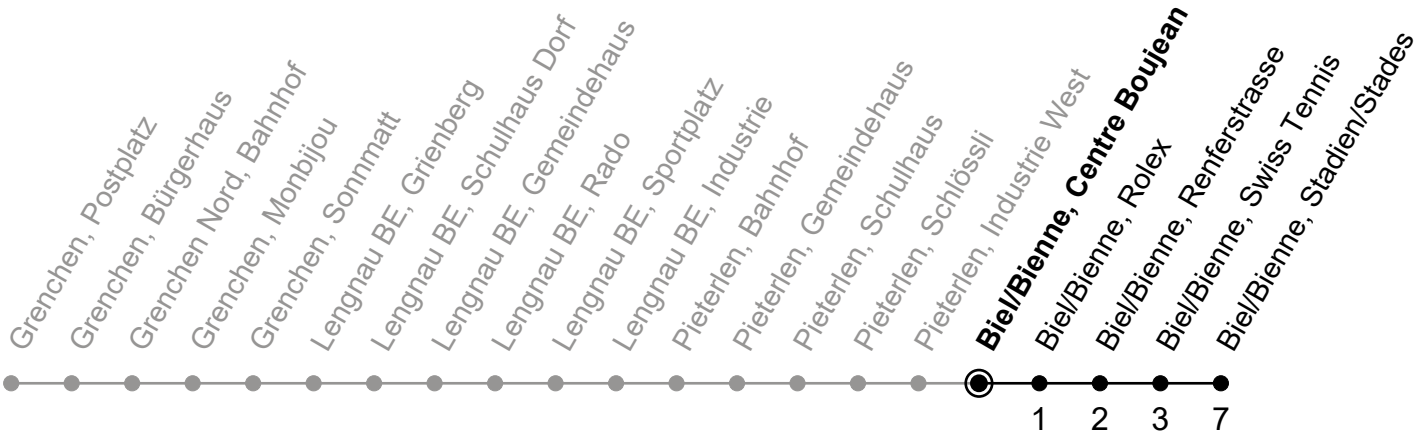 Grenchen, Postplatz
Grenchen, Bürgerhaus
Grenchen Nord, Bahnhof
Grenchen, Monbijou
Grenchen, Sonnmatt
Lengnau BE, Grienberg
Lengnau BE, Schulhaus Dorf
Lengnau BE, Gemeindehaus
Lengnau BE, Rado
Lengnau BE, Sportplatz
Lengnau BE, Industrie
Pieterlen, Bahnhof
Pieterlen, Gemeindehaus
Pieterlen, Schulhaus
Pieterlen, Schlössli
Pieterlen, Industrie West
Biel/Bienne, Centre Boujean
Biel/Bienne, Rolex
Biel/Bienne, Renferstrasse
Biel/Bienne, Swiss Tennis
Biel/Bienne, Stadien/Stades
1 2 3 7